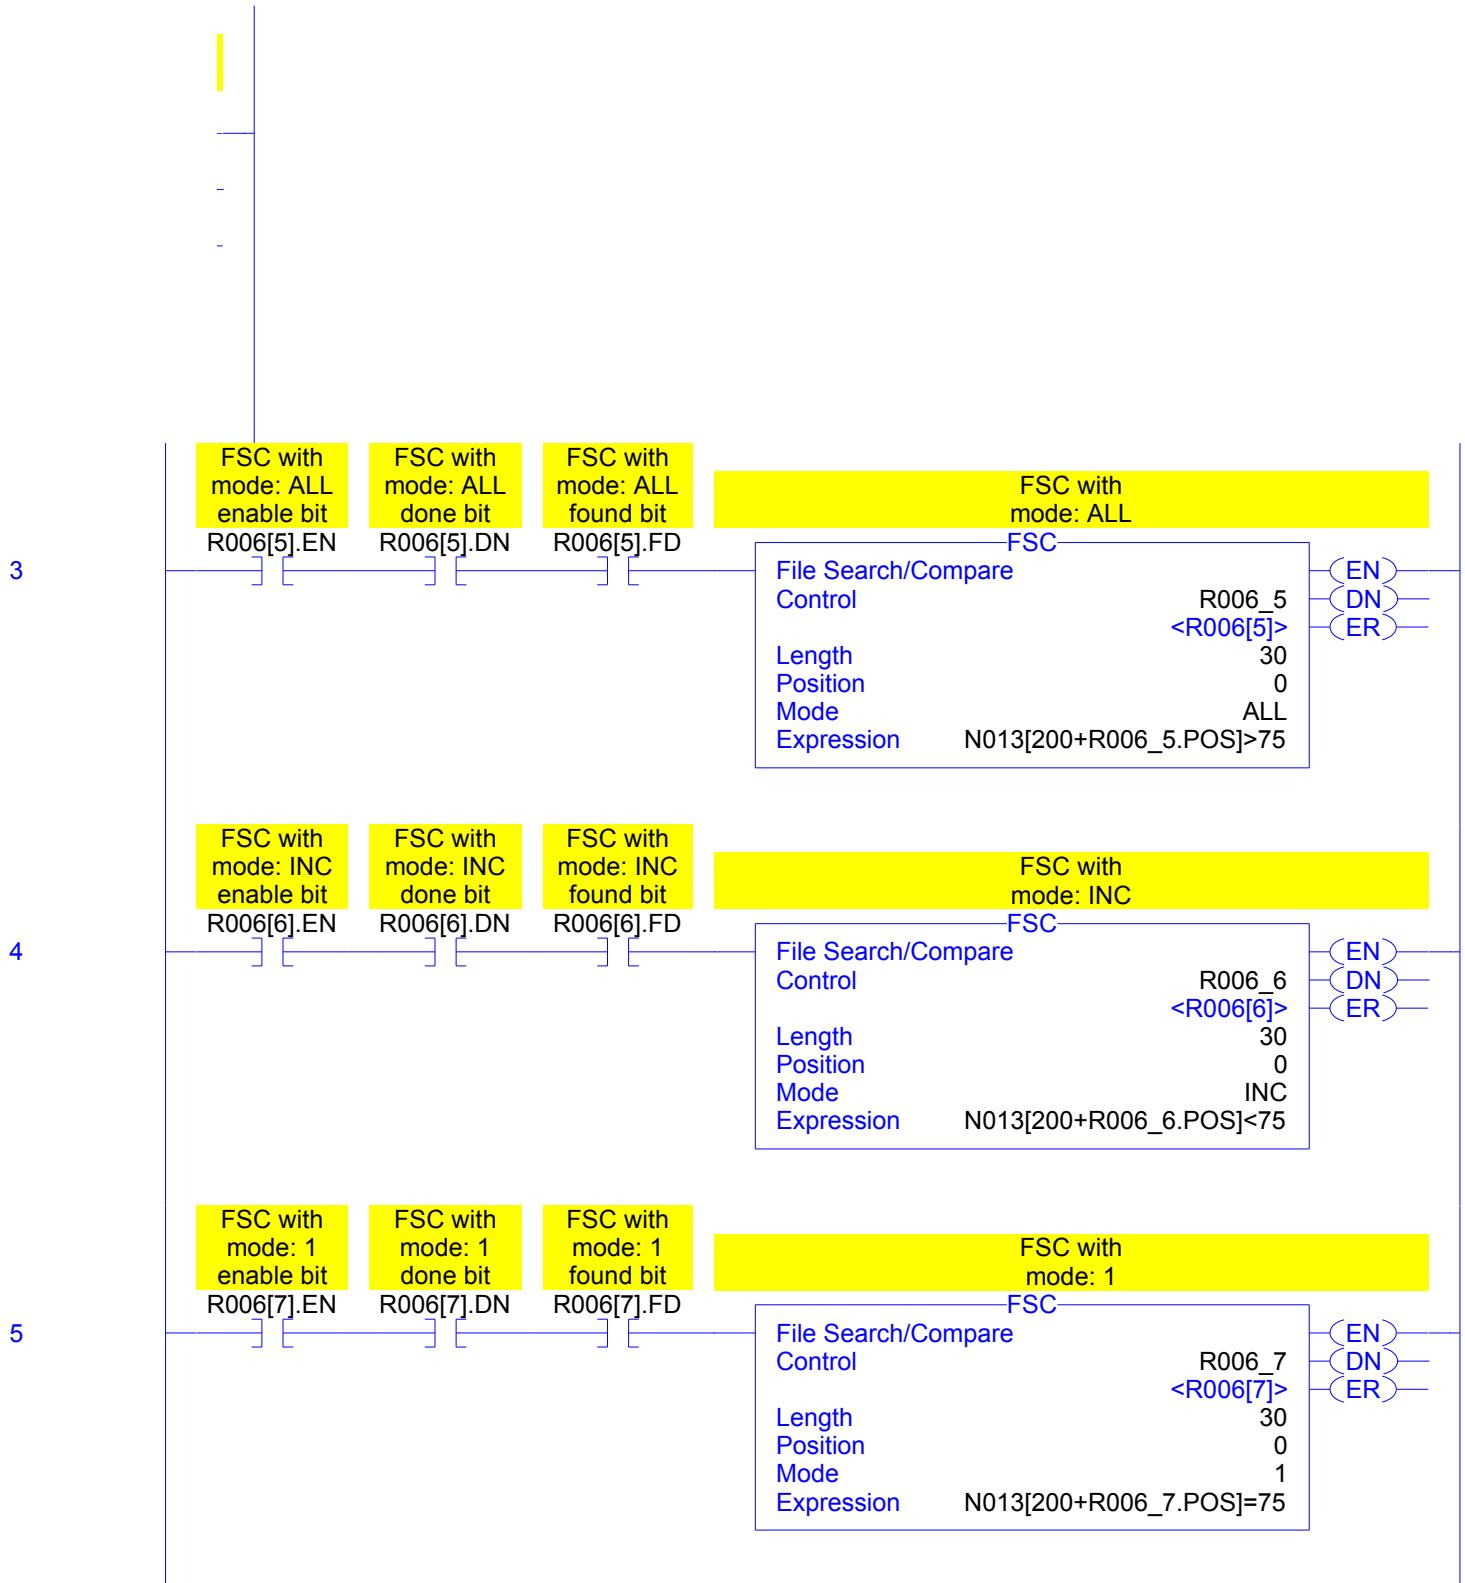 FSC with
mode: ALL
enable bit
R006[5].EN
FSC with
mode: ALL
done bit
R006[5].DN
FSC with
mode: ALL
found bit
R006[5].FD
FSC with
mode: ALL
3
FSC
File Search/Compare
Control R006_5
<R006[5]>
Length 30
Position 0
Mode ALL
Expression N013[200+R006_5.POS]>75
EN
DN
ER
FSC with
mode: INC
enable bit
R006[6].EN
FSC with
mode: INC
done bit
R006[6].DN
FSC with
mode: INC
found bit
R006[6].FD
FSC with
mode: INC
4
FSC
File Search/Compare
Control R006_6
<R006[6]>
Length 30
Position 0
Mode INC
Expression N013[200+R006_6.POS]<75
EN
DN
ER
FSC with
mode: 1
enable bit
R006[7].EN
FSC with
mode: 1
done bit
R006[7].DN
FSC with
mode: 1
found bit
R006[7].FD
FSC with
mode: 1
5
FSC
File Search/Compare
Control R006_7
<R006[7]>
Length 30
Position 0
Mode 1
Expression N013[200+R006_7.POS]=75
EN
DN
ER